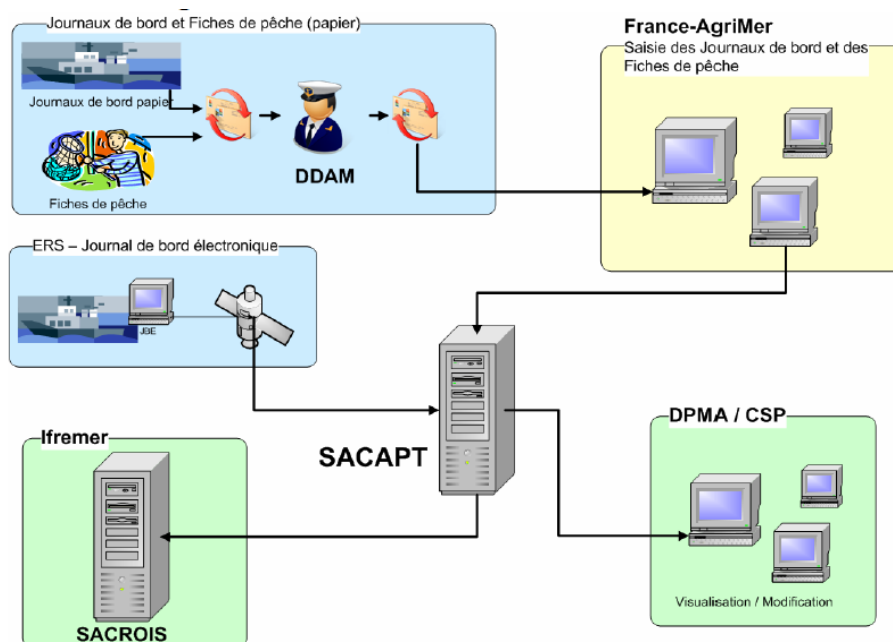 Journaux de bord et Fiches de pêche (papier)
Journaux de bord papier
Fiches de pêche
DDAM
France-AgriMer
Saisie des Journaux de bord et des
Fiches de pêche
ERS – Journal de bord électronique
JBE
SACAPT
Ifremer
SACROIS
DPMA / CSP
Visualisation / Modification